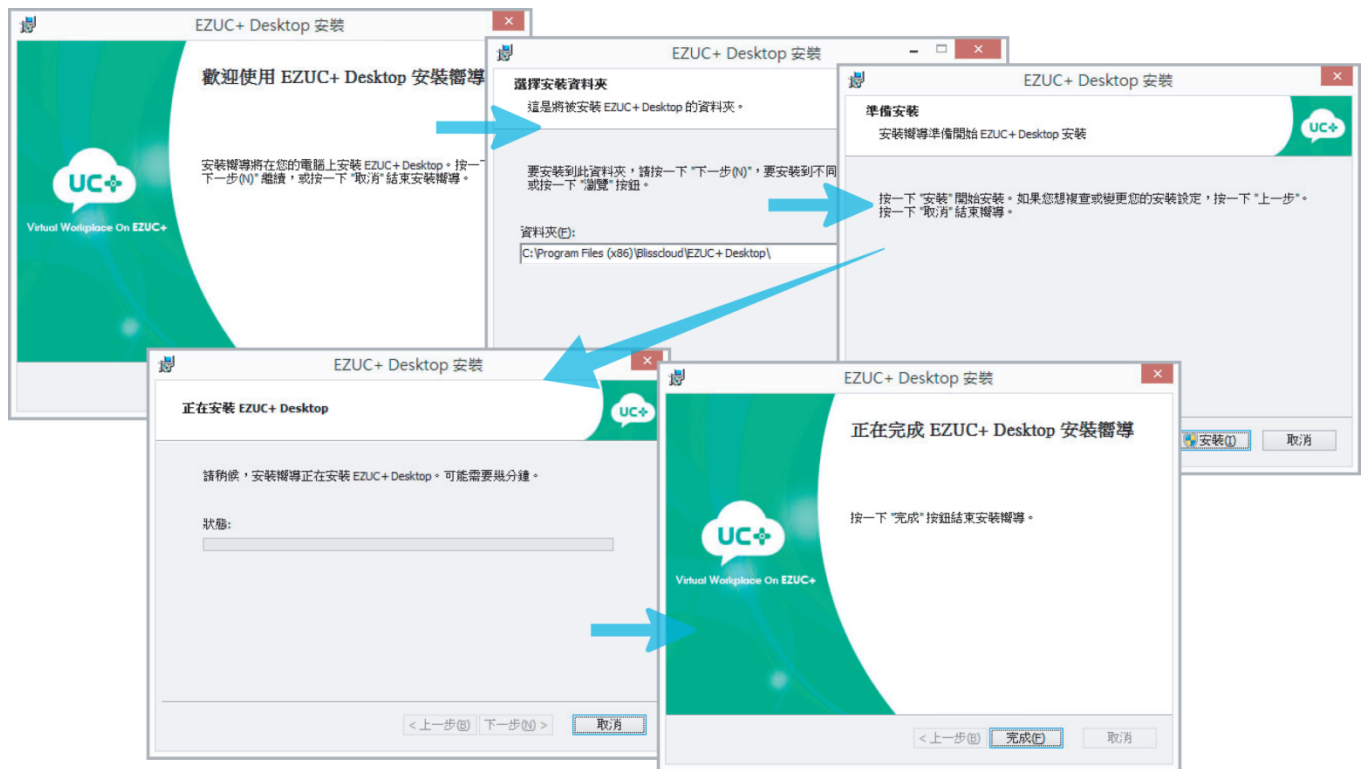 EZUC+ Desktop 安裝
歡迎使用 EZUC+ Desktop 安裝嚮導
安裝嚮導將在您的電腦上安裝 EZUC+ Desktop。按一下
下一步(N)" 繼續，或按一下 "取消" 結束安裝嚮導。
UC+
Virtual Workplace On EZUC+
EZUC+ Desktop 安裝
選擇安裝資料夾
這是將被安裝 EZUC+ Desktop 的資料夾。
要安裝到此資料夾，請按一下 "下一步(N)"，要安裝到不同
或按一下 "瀏覽" 按鈕。
資料夾(F):
C:\Program Files (x86)\Blisscloud\EZUC+ Desktop\
EZUC+ Desktop 安裝
準備安裝
安裝嚮導準備開始 EZUC+ Desktop 安裝
UC+
按一下 "安裝" 開始安裝。如果您想複查或變更您的安裝設定，按一下 "上一步"。
按一下 "取消" 結束嚮導。
安裝(I)
取消
EZUC+ Desktop 安裝
正在安裝 EZUC+ Desktop
UC+
請稍候，安裝嚮導正在安裝 EZUC+ Desktop。可能需要幾分鐘。
狀態:
<上一步(B) 下一步(N) > 取消
EZUC+ Desktop 安裝
正在完成 EZUC+ Desktop 安裝嚮導
按一下 "完成" 按鈕結束安裝嚮導。
UC+
Virtual Workplace On EZUC+
<上一步(B) 完成(F) 取消